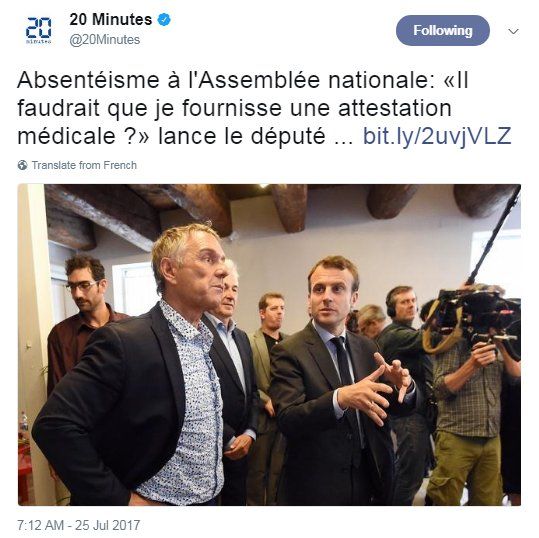 20 Minutes
20 minutes
@20Minutes
Following
Absentéisme à l'Assemblée nationale: «Il
faudrait que je fournisse une attestation
médicale ?» lance le député ... bit.ly/2uvjVLZ
Translate from French
7:12 AM - 25 Jul 2017